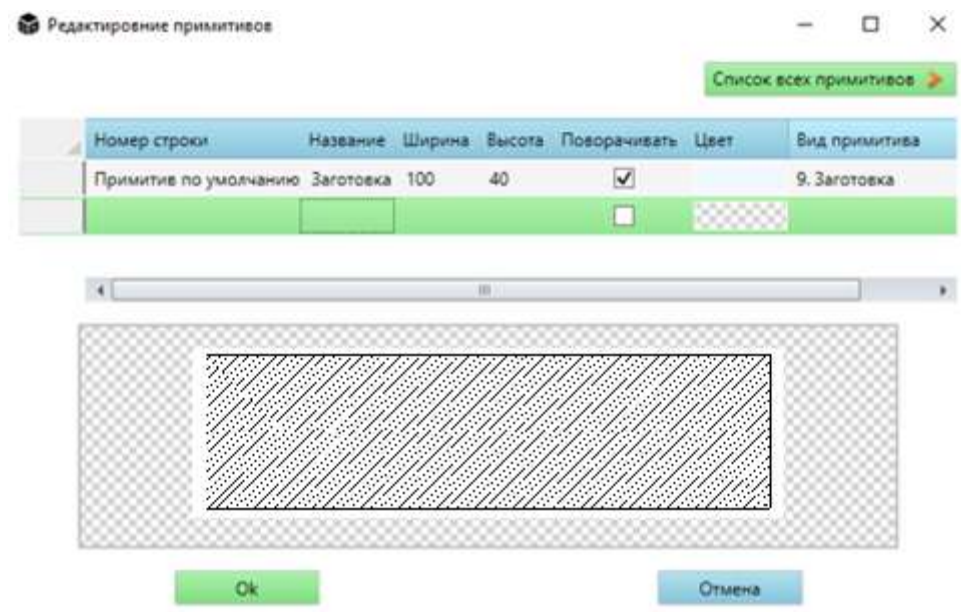 Редактировние примитивов
Список всех примитивов
Номер строки Название Ширина Высота Поворачивать Цвет Вид примитива
Примитив по умолчанию Заготовка 100 40 9. Заготовка
Ok Отмена